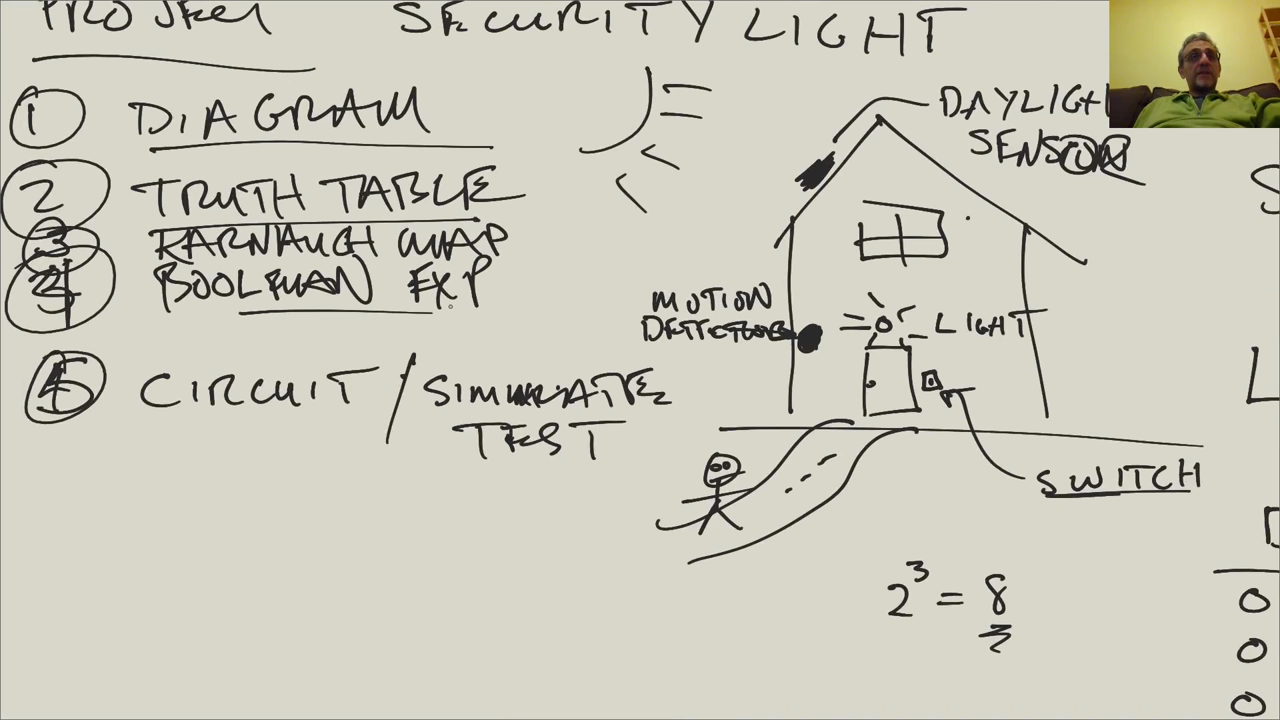 PROJECT SECURITY LIGHT
1 DIAGRAM
2 TRUTH TABLE
3 KARNAUGH MAP
4 BOOLEAN EXP
5 CIRCUIT / SIMULATE
TEST
DAYLIGH
SENSOR
MOTION
DETECTOR
LIGHT
SWITCH
2³ = 8
S
L
D
0
0
0